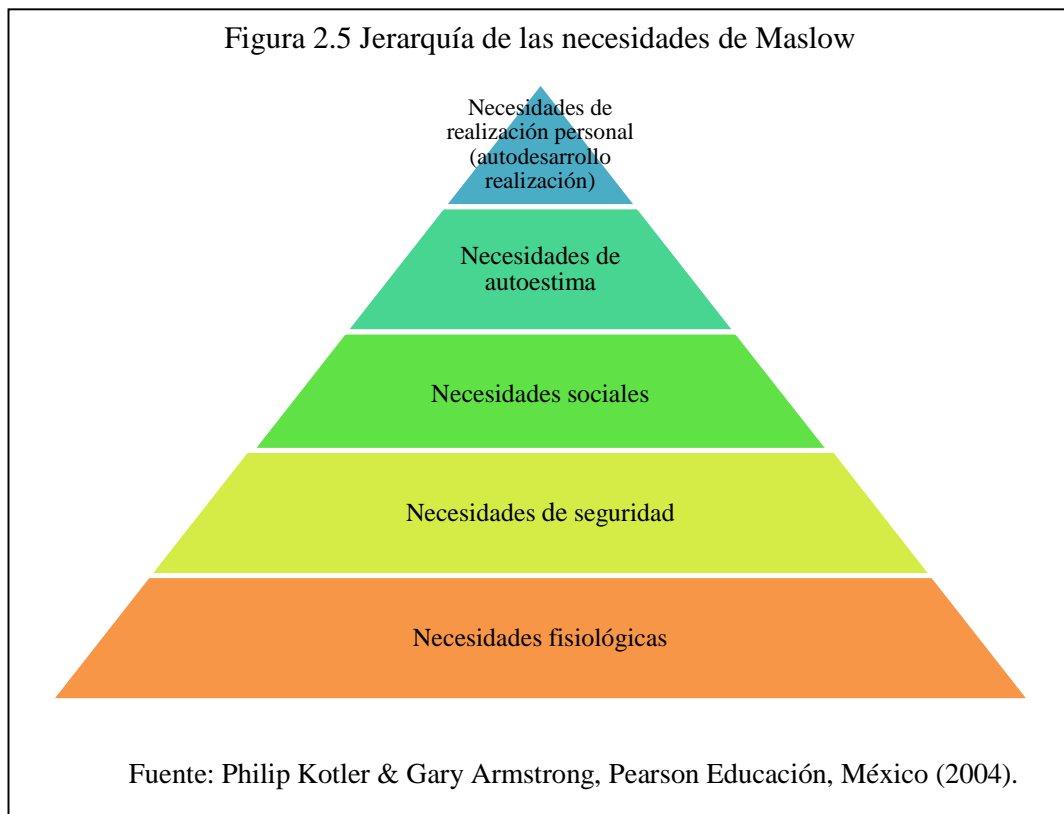 Figura 2.5 Jerarquía de las necesidades de Maslow
Necesidades de
realización personal
(autodesarrollo
realización)
Necesidades de
autoestima
Necesidades sociales
Necesidades de seguridad
Necesidades fisiológicas
Fuente: Philip Kotler & Gary Armstrong, Pearson Educación, México (2004).